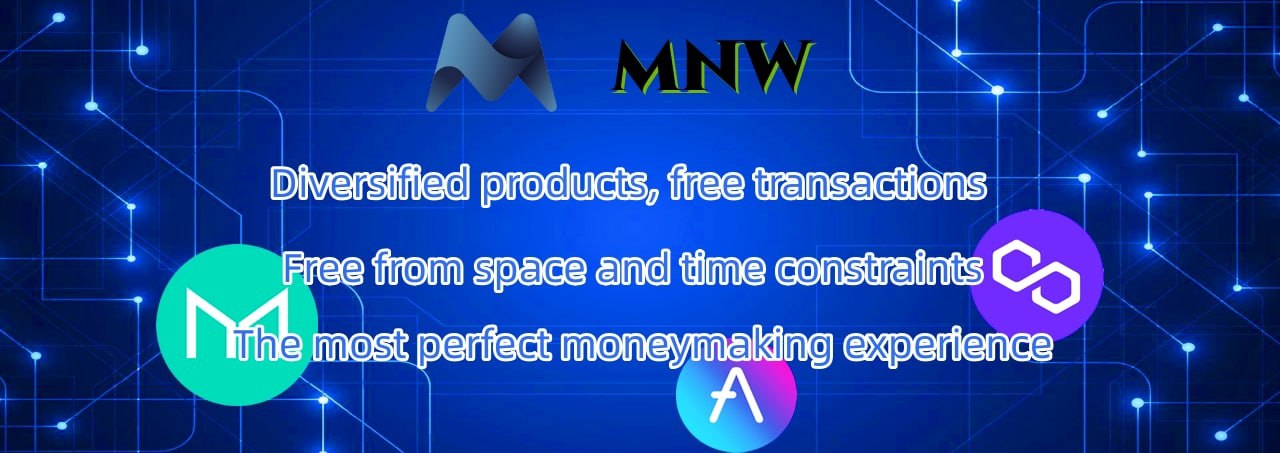 MNW
Diversified products, free transactions
Free from space and time constraints
The most perfect moneymaking experience